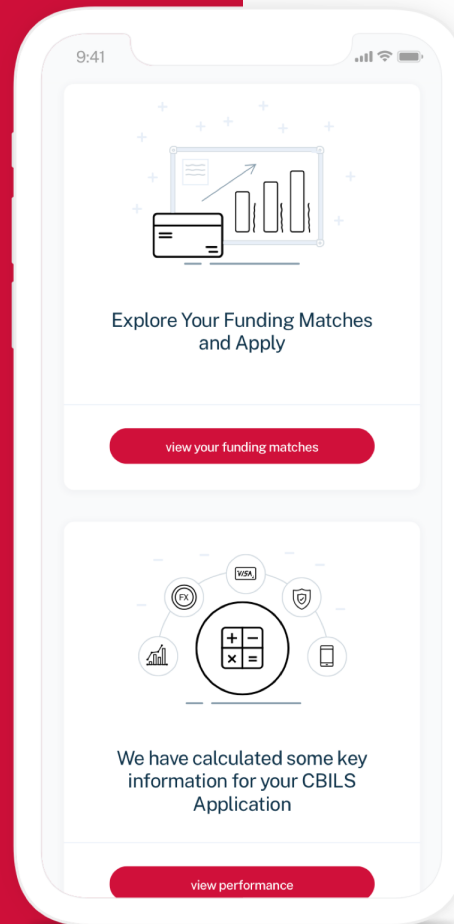 9:41
Explore Your Funding Matches
and Apply
view your funding matches
VISA
FX
We have calculated some key
information for your CBILS
Application
view performance